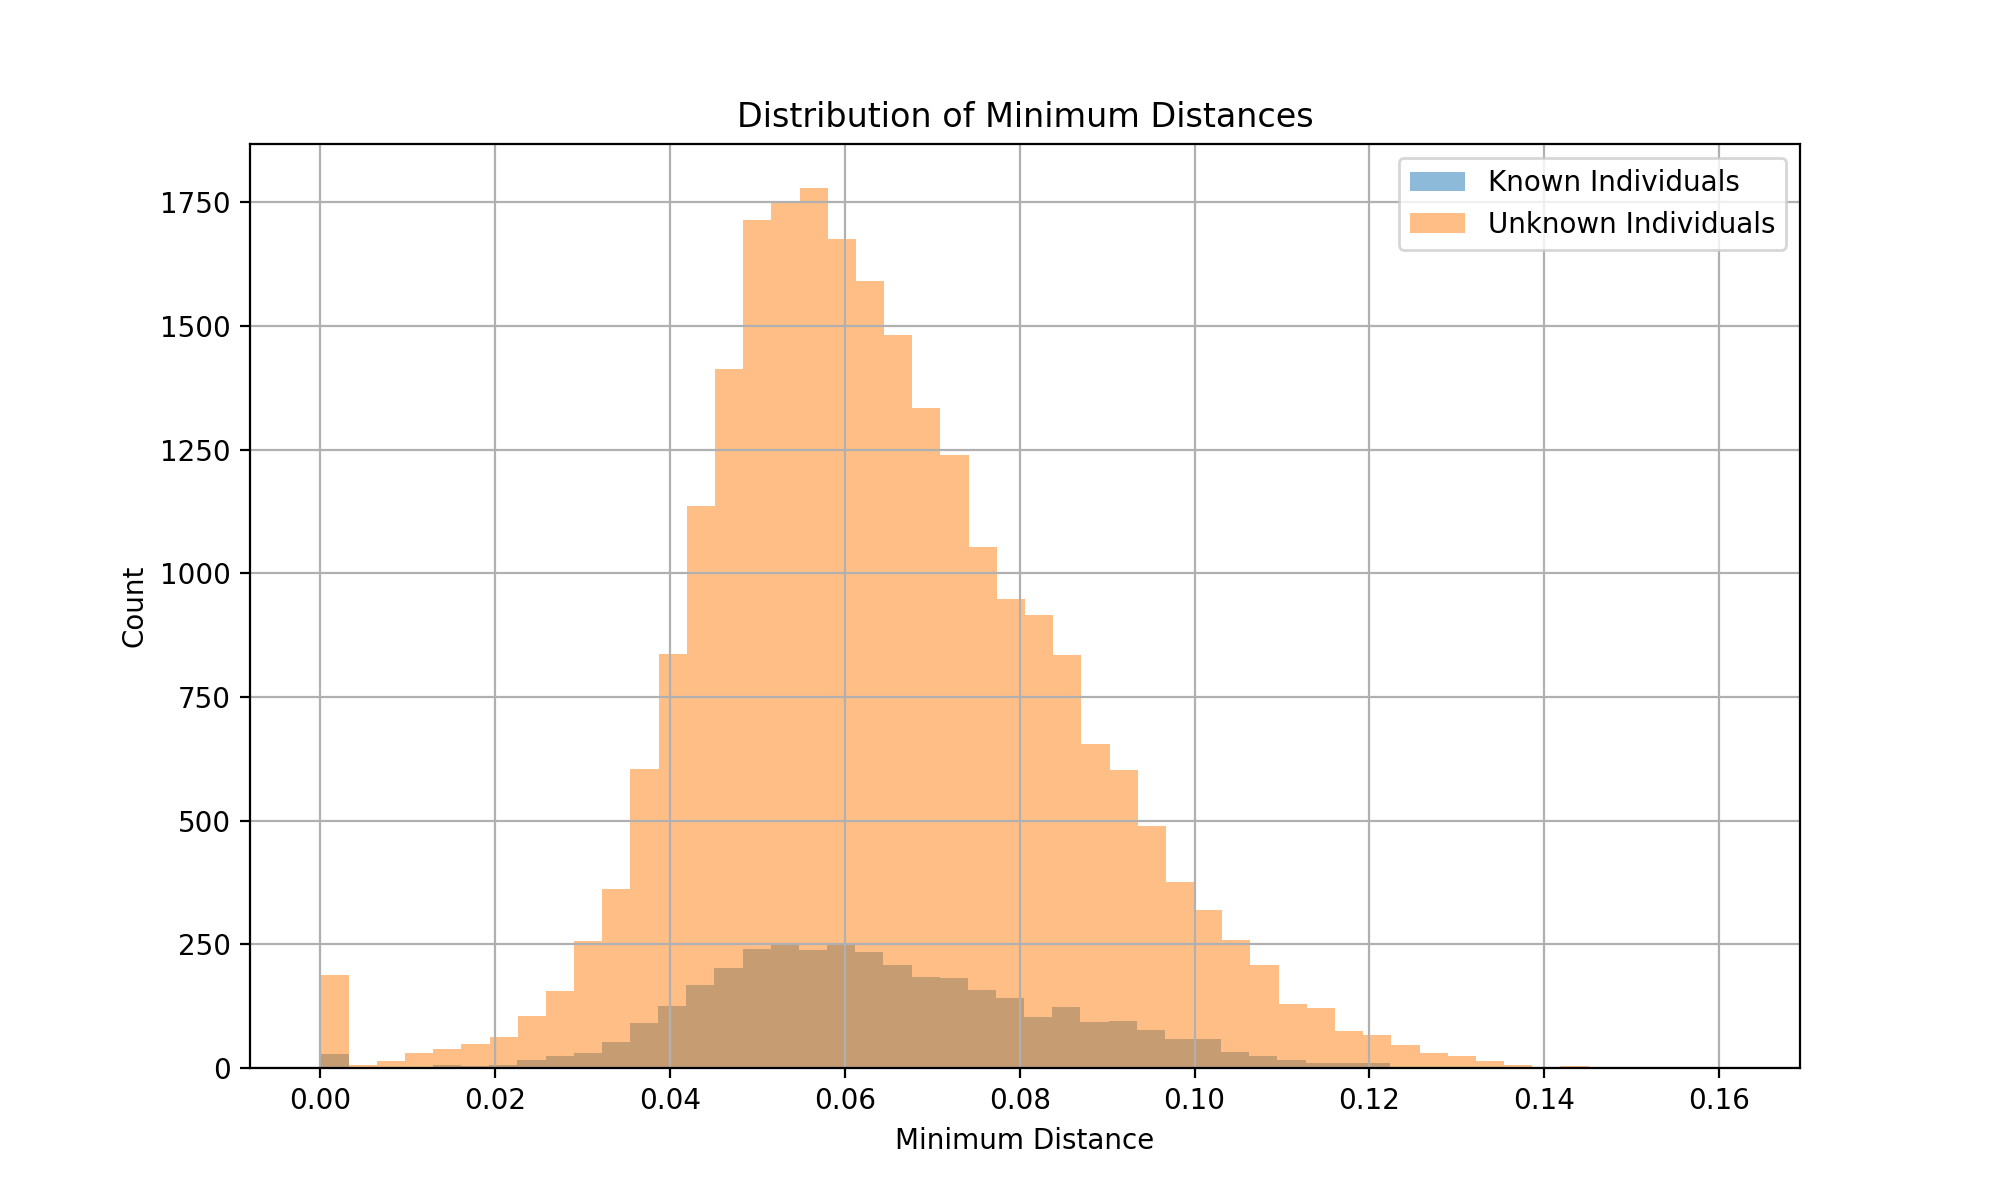 Distribution of Minimum Distances
Known Individuals
Unknown Individuals
1750
1500
1250
1000
750
500
250
0
Count
0.00 0.02 0.04 0.06 0.08 0.10 0.12 0.14 0.16
Minimum Distance